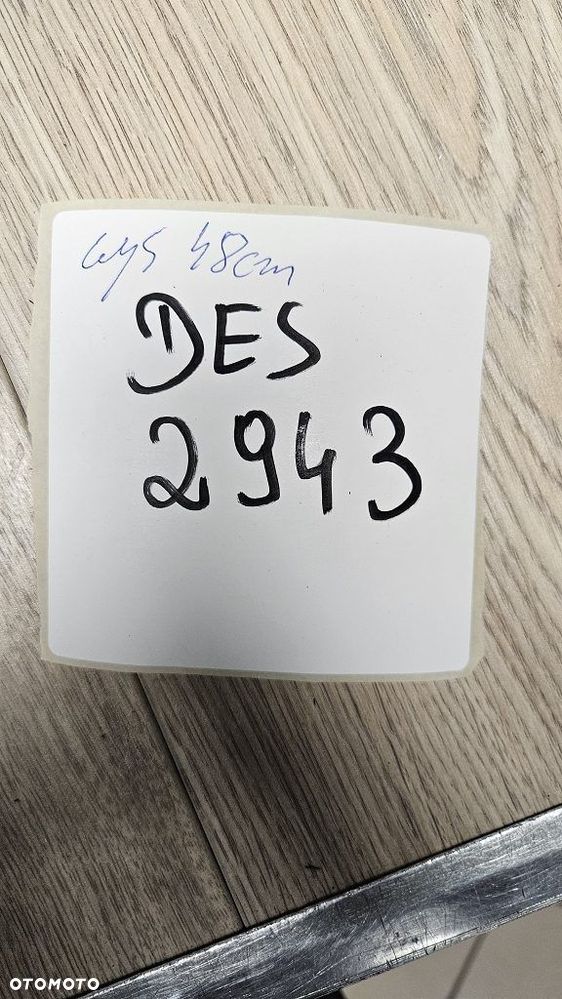 wys 48cm
DES
2943
OTOMOTO